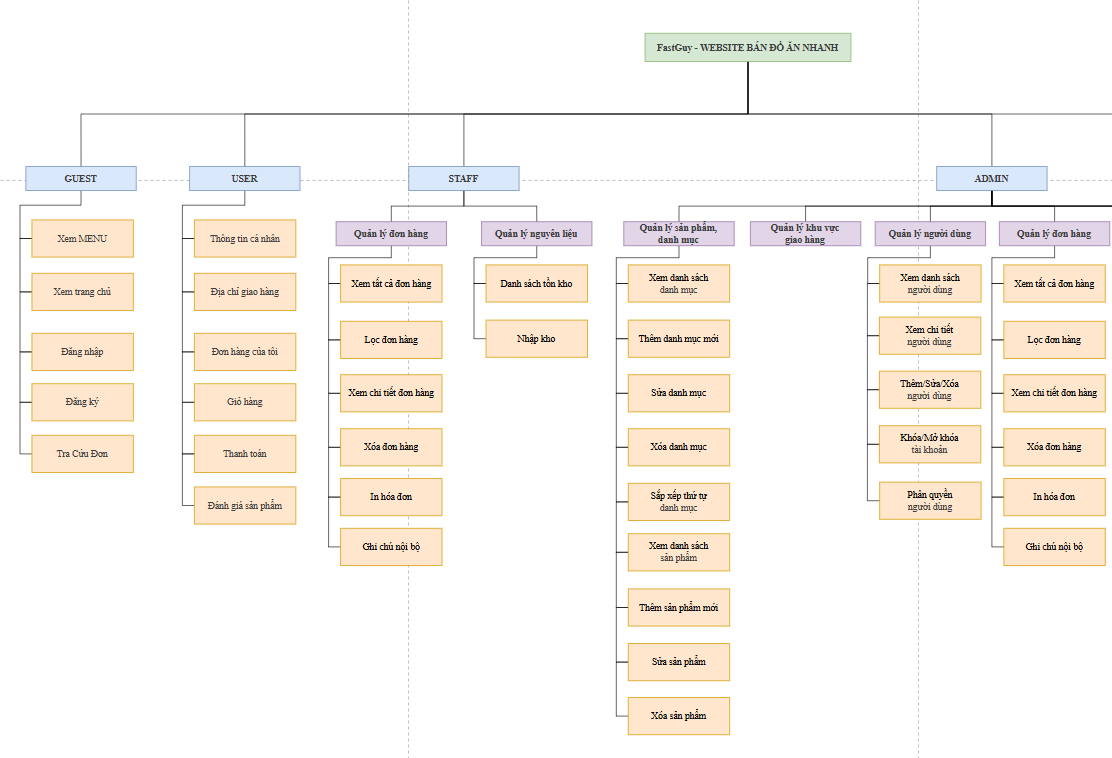 FastGuy - WEBSITE BÁN ĐỒ ĂN NHANH
GUEST
Xem MENU
Xem trang chủ
Đăng nhập
Đăng ký
Tra Cứu Đơn
USER
Thông tin cá nhân
Địa chỉ giao hàng
Đơn hàng của tôi
Giỏ hàng
Thanh toán
Đánh giá sản phẩm
STAFF
Quản lý đơn hàng
Xem tất cả đơn hàng
Lọc đơn hàng
Xem chi tiết đơn hàng
Xóa đơn hàng
In hóa đơn
Ghi chú nội bộ
Quản lý nguyên liệu
Danh sách tồn kho
Nhập kho
ADMIN
Quản lý sản phẩm,
danh mục
Xem danh sách
danh mục
Thêm danh mục mới
Sửa danh mục
Xóa danh mục
Sắp xếp thứ tự
danh mục
Xem danh sách
sản phẩm
Thêm sản phẩm mới
Sửa sản phẩm
Xóa sản phẩm
Quản lý khu vực
giao hàng
Quản lý người dùng
Xem danh sách
người dùng
Xem chi tiết
người dùng
Thêm/Sửa/Xóa
người dùng
Khóa/Mở khóa
tài khoản
Phân quyền
người dùng
Quản lý đơn hàng
Xem tất cả đơn hàng
Lọc đơn hàng
Xem chi tiết đơn hàng
Xóa đơn hàng
In hóa đơn
Ghi chú nội bộ